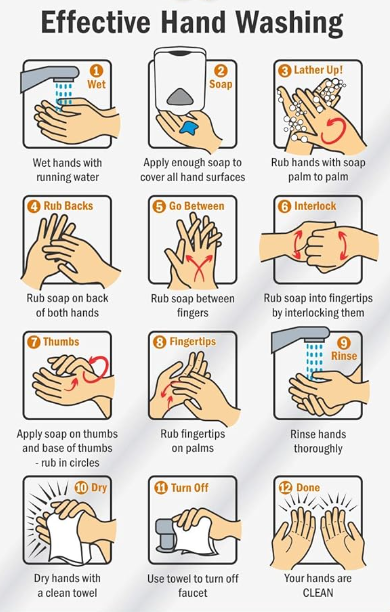 Effective Hand Washing
1 Wet
Wet hands with
running water
2 Soap
Apply enough soap to
cover all hand surfaces
3 Lather Up!
Rub hands with soap
palm to palm
4 Rub Backs
Rub soap on back
of both hands
5 Go Between
Rub soap between
fingers
6 Interlock
Rub soap into fingertips
by interlocking them
7 Thumbs
Apply soap on thumbs
and base of thumbs
- rub in circles
8 Fingertips
Rub fingertips
on palms
9
Rinse
Rinse hands
thoroughly
10 Dry
Dry hands with
a clean towel
11 Turn Off
Use towel to turn off
faucet
12 Done
Your hands are
CLEAN